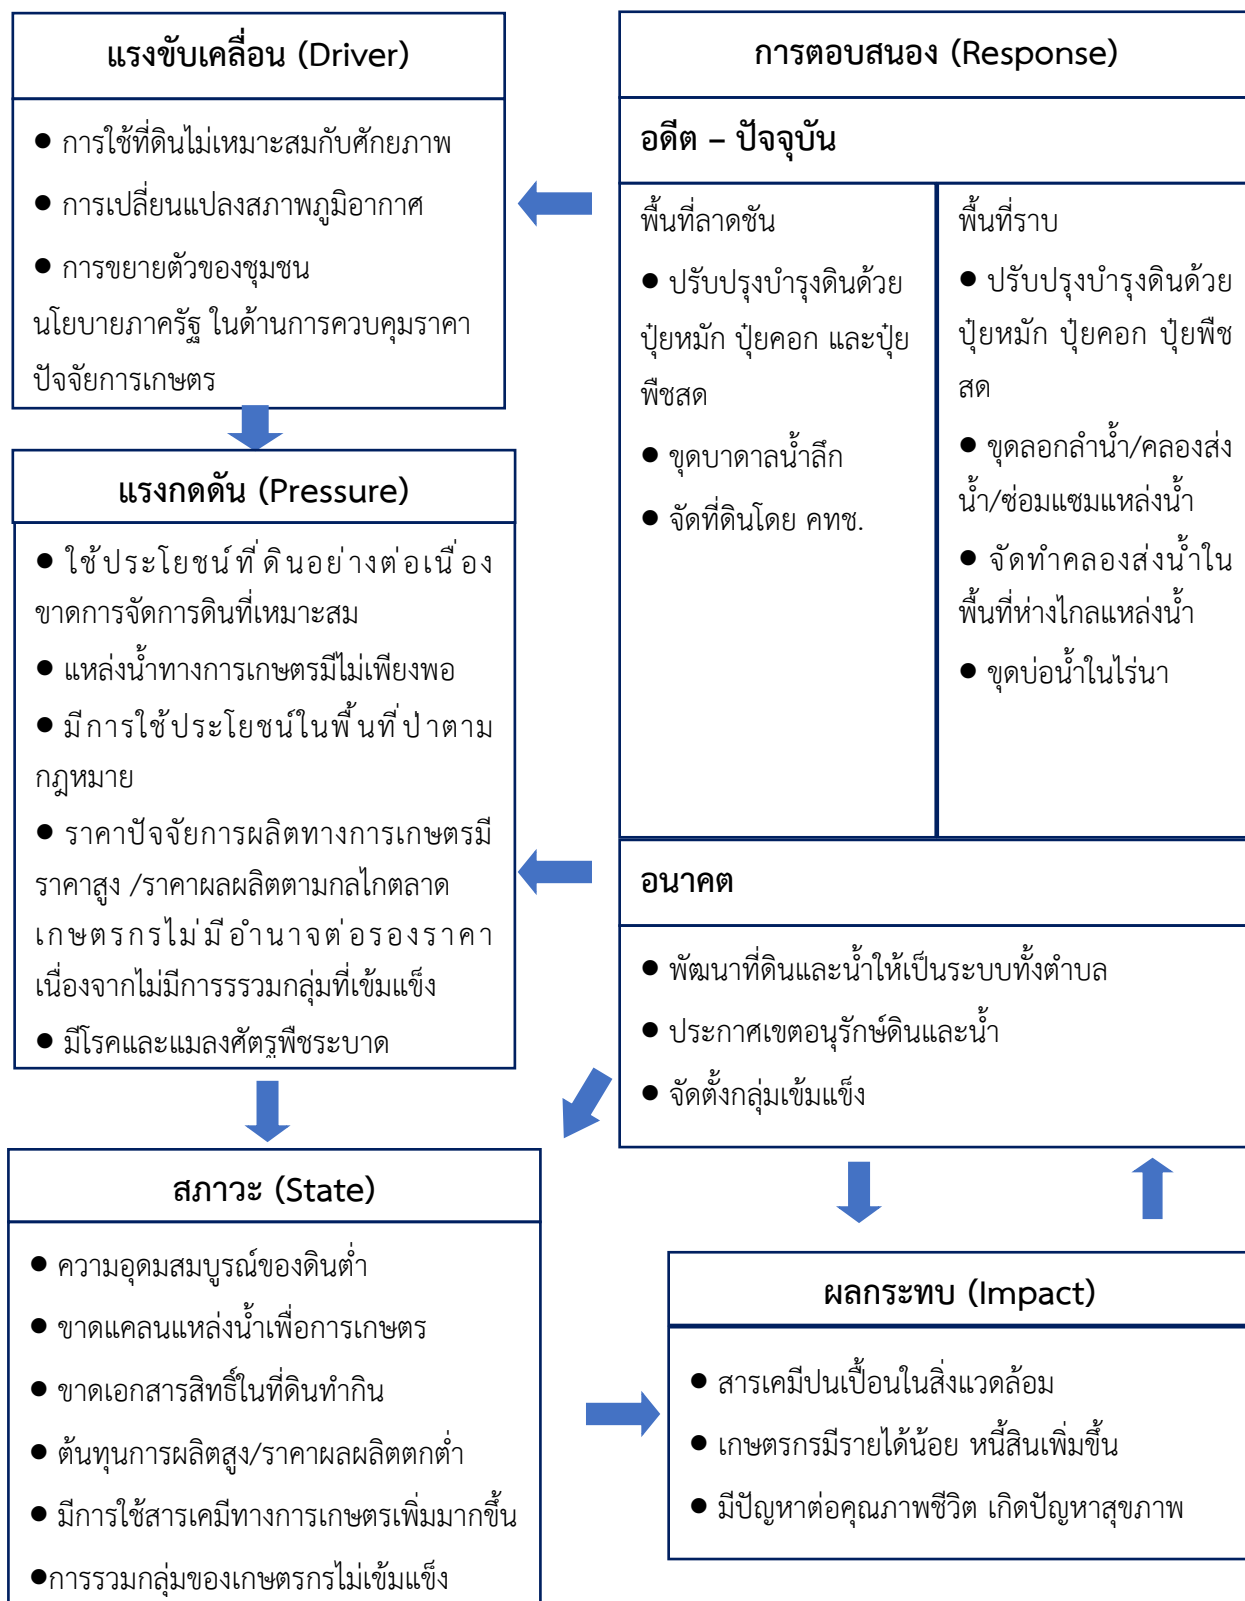 แรงขับเคลื่อน (Driver)
● การใช้ที่ดินไม่เหมาะสมกับศักยภาพ
● การเปลี่ยนแปลงสภาพภูมิอากาศ
● การขยายตัวของชุมชน
นโยบายภาครัฐ ในด้านการควบคุมราคา
ปัจจัยการเกษตร
แรงกดดัน (Pressure)
● ใช้ประโยชน์ที่ดินอย่างต่อเนื่อง
ขาดการจัดการดินที่เหมาะสม
● แหล่งน้ำทางการเกษตรมีไม่เพียงพอ
● มีการใช้ประโยชน์ในพื้นที่ป่าตาม
กฎหมาย
● ราคาปัจจัยการผลิตทางการเกษตรมี
ราคาสูง /ราคาผลผลิตตามกลไกตลาด
เกษตรกรไม่มีอำนาจต่อรองราคา
เนื่องจากไม่มีการรรวมกลุ่มที่เข้มแข็ง
● มีโรคและแมลงศัตรูพืชระบาด
สภาวะ (State)
● ความอุดมสมบูรณ์ของดินต่ำ
● ขาดแคลนแหล่งน้ำเพื่อการเกษตร
● ขาดเอกสารสิทธิ์ในที่ดินทำกิน
● ต้นทุนการผลิตสูง/ราคาผลผลิตตกต่ำ
● มีการใช้สารเคมีทางการเกษตรเพิ่มมากขึ้น
●การรวมกลุ่มของเกษตรกรไม่เข้มแข็ง
การตอบสนอง (Response)
อดีต – ปัจจุบัน
พื้นที่ลาดชัน
● ปรับปรุงบำรุงดินด้วย
ปุ๋ยหมัก ปุ๋ยคอก และปุ๋ย
พืชสด
● ขุดบาดาลน้ำลึก
● จัดที่ดินโดย คทช.
พื้นที่ราบ
● ปรับปรุงบำรุงดินด้วย
ปุ๋ยหมัก ปุ๋ยคอก ปุ๋ยพืช
สด
● ขุดลอกลำน้ำ/คลองส่ง
น้ำ/ซ่อมแซมแหล่งน้ำ
● จัดทำคลองส่งน้ำใน
พื้นที่ห่างไกลแหล่งน้ำ
● ขุดบ่อน้ำในไร่นา
อนาคต
● พัฒนาที่ดินและน้ำให้เป็นระบบทั้งตำบล
● ประกาศเขตอนุรักษ์ดินและน้ำ
● จัดตั้งกลุ่มเข้มแข็ง
ผลกระทบ (Impact)
● สารเคมีปนเปื้อนในสิ่งแวดล้อม
● เกษตรกรมีรายได้น้อย หนี้สินเพิ่มขึ้น
● มีปัญหาต่อคุณภาพชีวิต เกิดปัญหาสุขภาพ